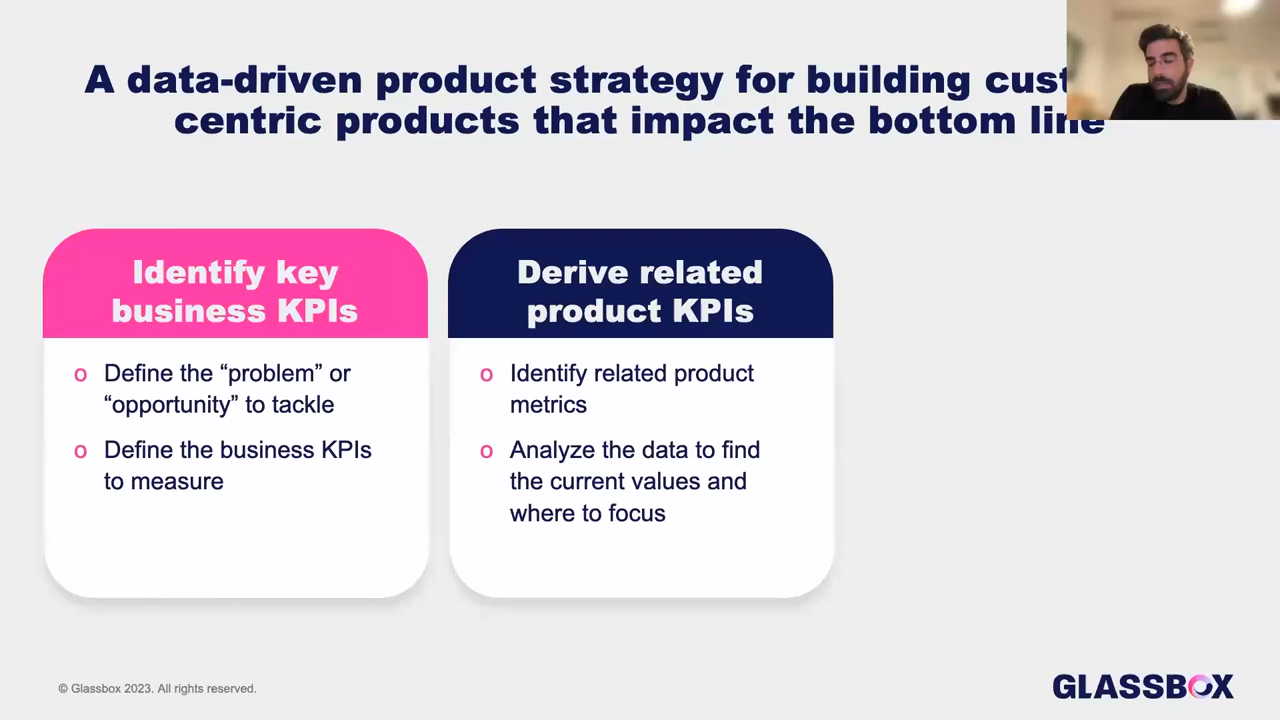 A data-driven product strategy for building
centric products that impact the bottom line
Identify key
business KPIs
o Define the “problem” or
“opportunity” to tackle
o Define the business KPIs
to measure
Derive related
product KPIs
o Identify related product
metrics
o Analyze the data to find
the current values and
where to focus
© Glassbox 2023. All rights reserved.
GLASSBOX